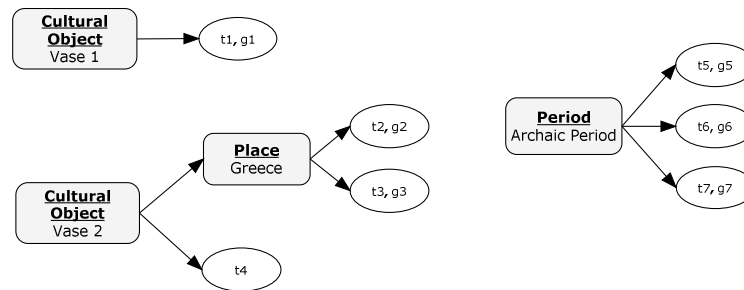 Cultural
Object
Vase 1
t1, g1
t5, g5
Period
Archaic Period
t6, g6
t7, g7
t2, g2
Place
Greece
t3, g3
Cultural
Object
Vase 2
t4